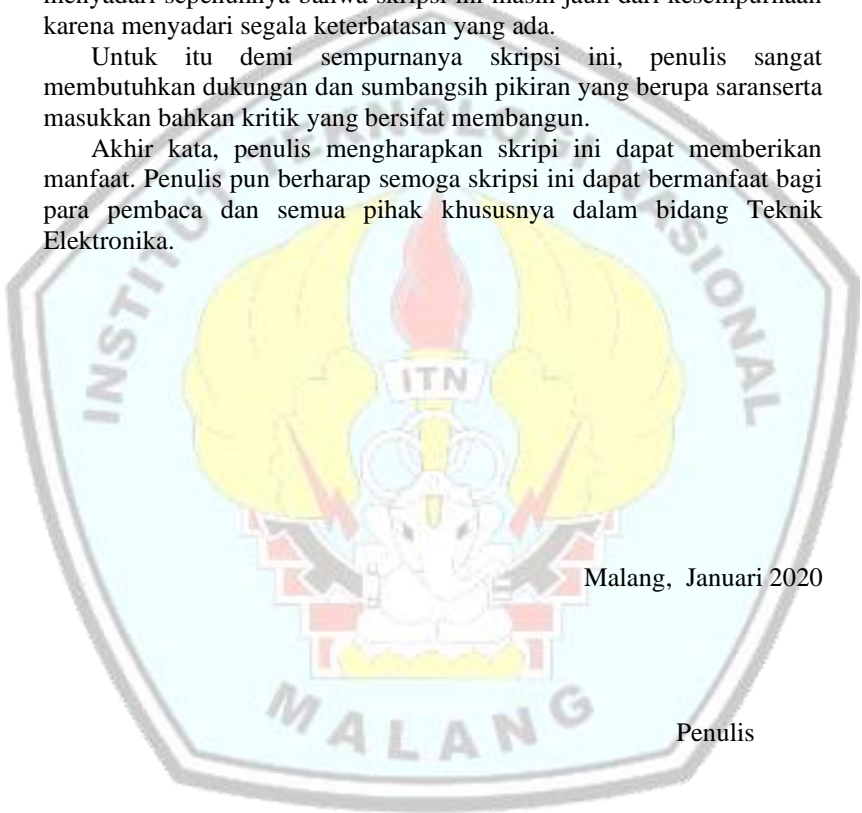 menyadari sepenuhnya bahwa skripsi ini masih jauh dari kesempurnaan
karena menyadari segala keterbatasan yang ada.
Untuk itu demi sempurnanya skripsi ini, penulis sangat
membutuhkan dukungan dan sumbangsih pikiran yang berupa saranserta
masukkan bahkan kritik yang bersifat membangun.
Akhir kata, penulis mengharapkan skripi ini dapat memberikan
manfaat. Penulis pun berharap semoga skripsi ini dapat bermanfaat bagi
para pembaca dan semua pihak khususnya dalam bidang Teknik
Elektronika.
INSTITUT TEKNOLOGI NASIONAL
ITN
Malang, Januari 2020
MALANG
Penulis